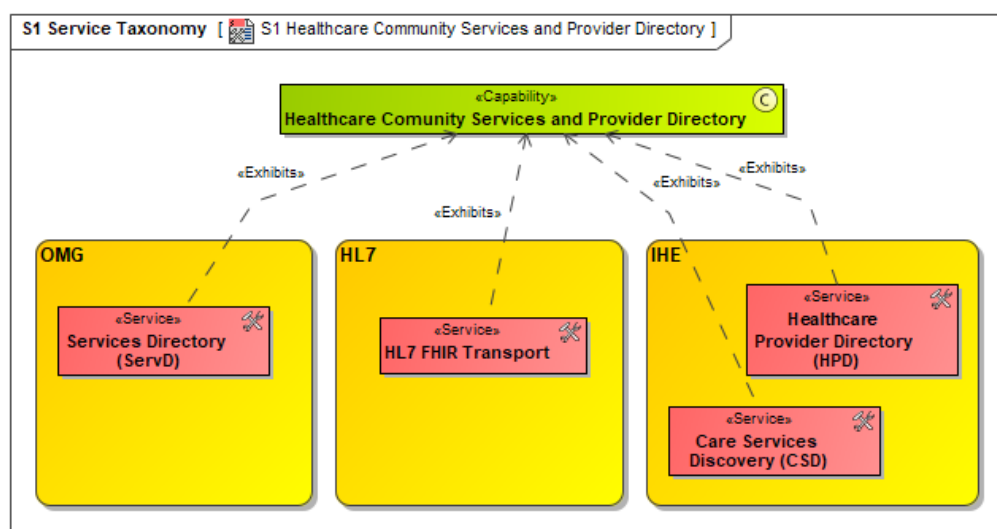 S1 Service Taxonomy [ S1 Healthcare Community Services and Provider Directory ]
«Capability»
C
Healthcare Comunity Services and Provider Directory
«Exhibits»
«Exhibits»
«Exhibits»
«Exhibits»
OMG
«Service»
Services Directory
(ServD)
HL7
«Service»
HL7 FHIR Transport
IHE
«Service»
Healthcare
Provider Directory
(HPD)
«Service»
Care Services
Discovery (CSD)